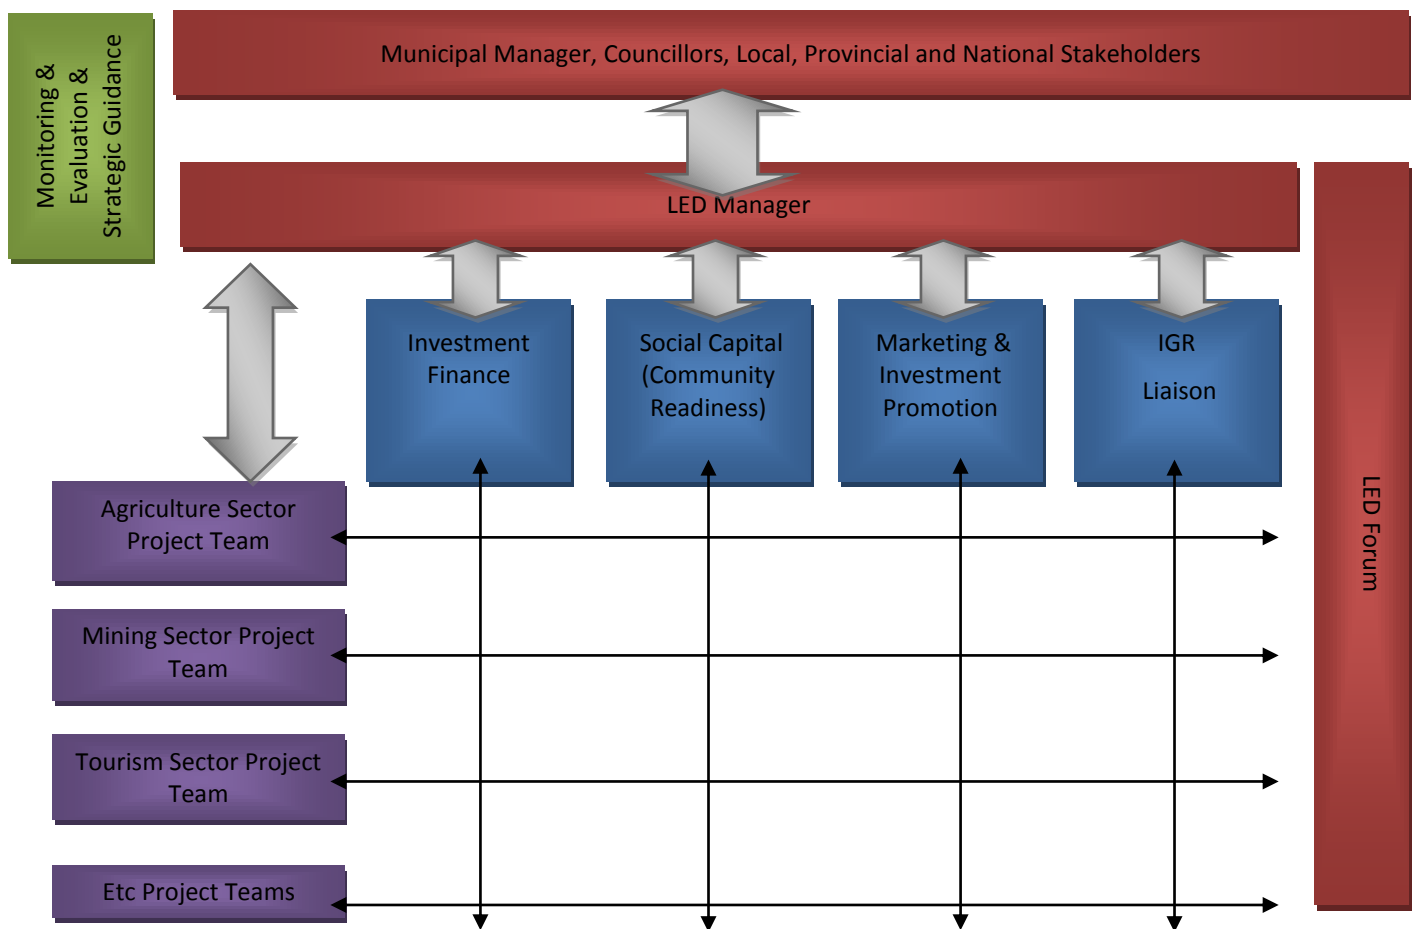 Monitoring &
Evaluation &
Strategic Guidance
Municipal Manager, Councillors, Local, Provincial and National Stakeholders
LED Manager
Investment
Finance
Social Capital
(Community
Readiness)
Marketing &
Investment
Promotion
IGR
Liaison
LED Forum
Agriculture Sector
Project Team
Mining Sector Project
Team
Tourism Sector Project
Team
Etc Project Teams